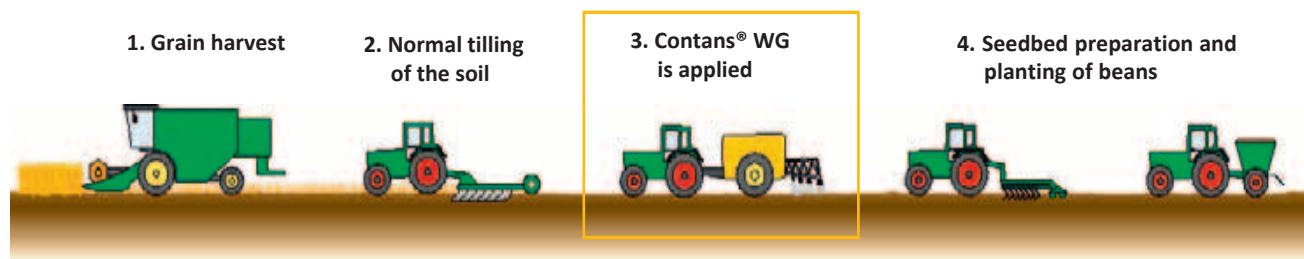 1. Grain harvest
2. Normal tilling
of the soil
3. Contans® WG
is applied
4. Seedbed preparation and
planting of beans